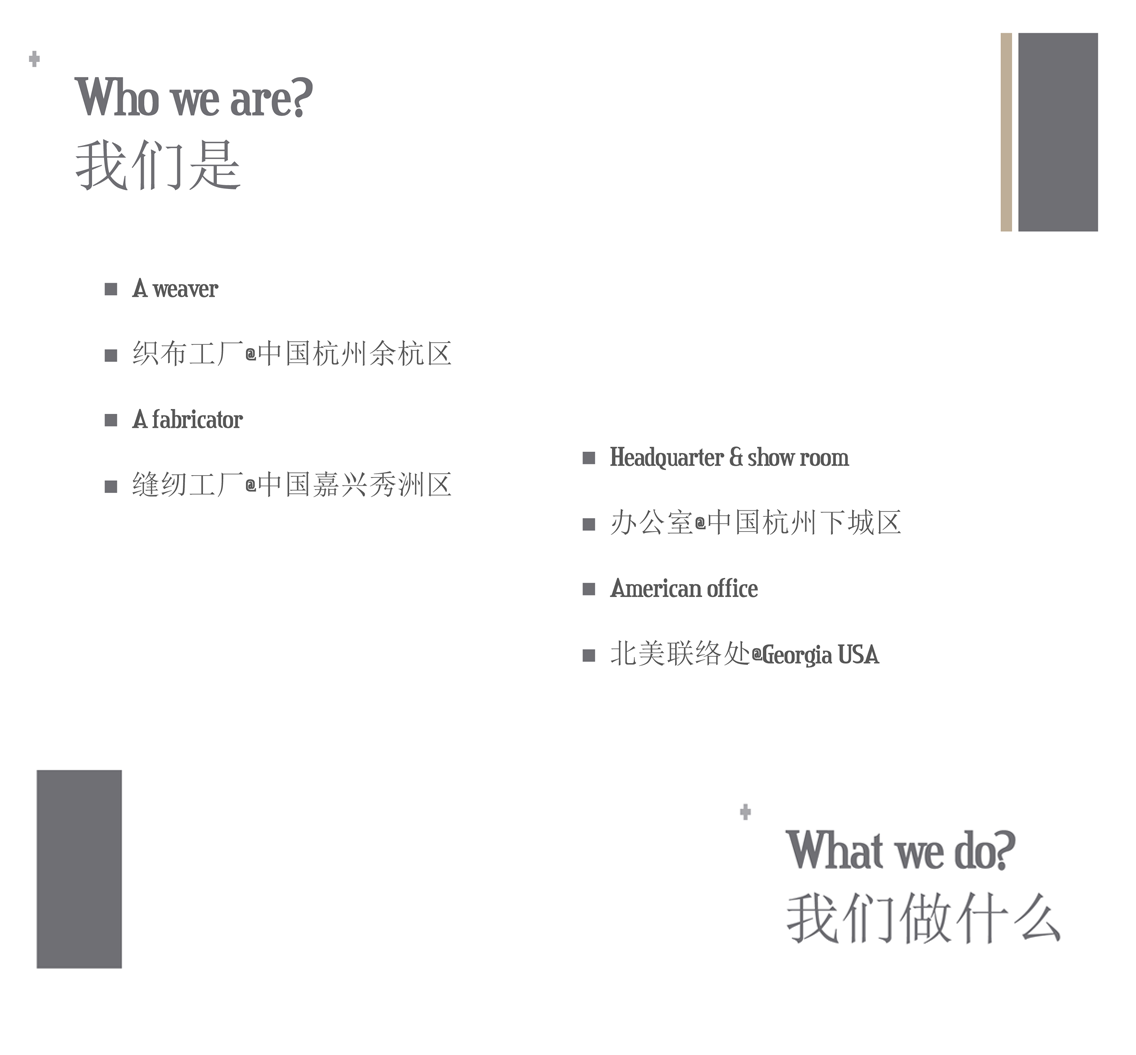 Who we are?
我们是
A weaver
织布工厂@中国杭州余杭区
A fabricator
缝纫工厂@中国嘉兴秀洲区
Headquarter & show room
办公室@中国杭州下城区
American office
北美联络处@Georgia USA
What we do?
我们做什么